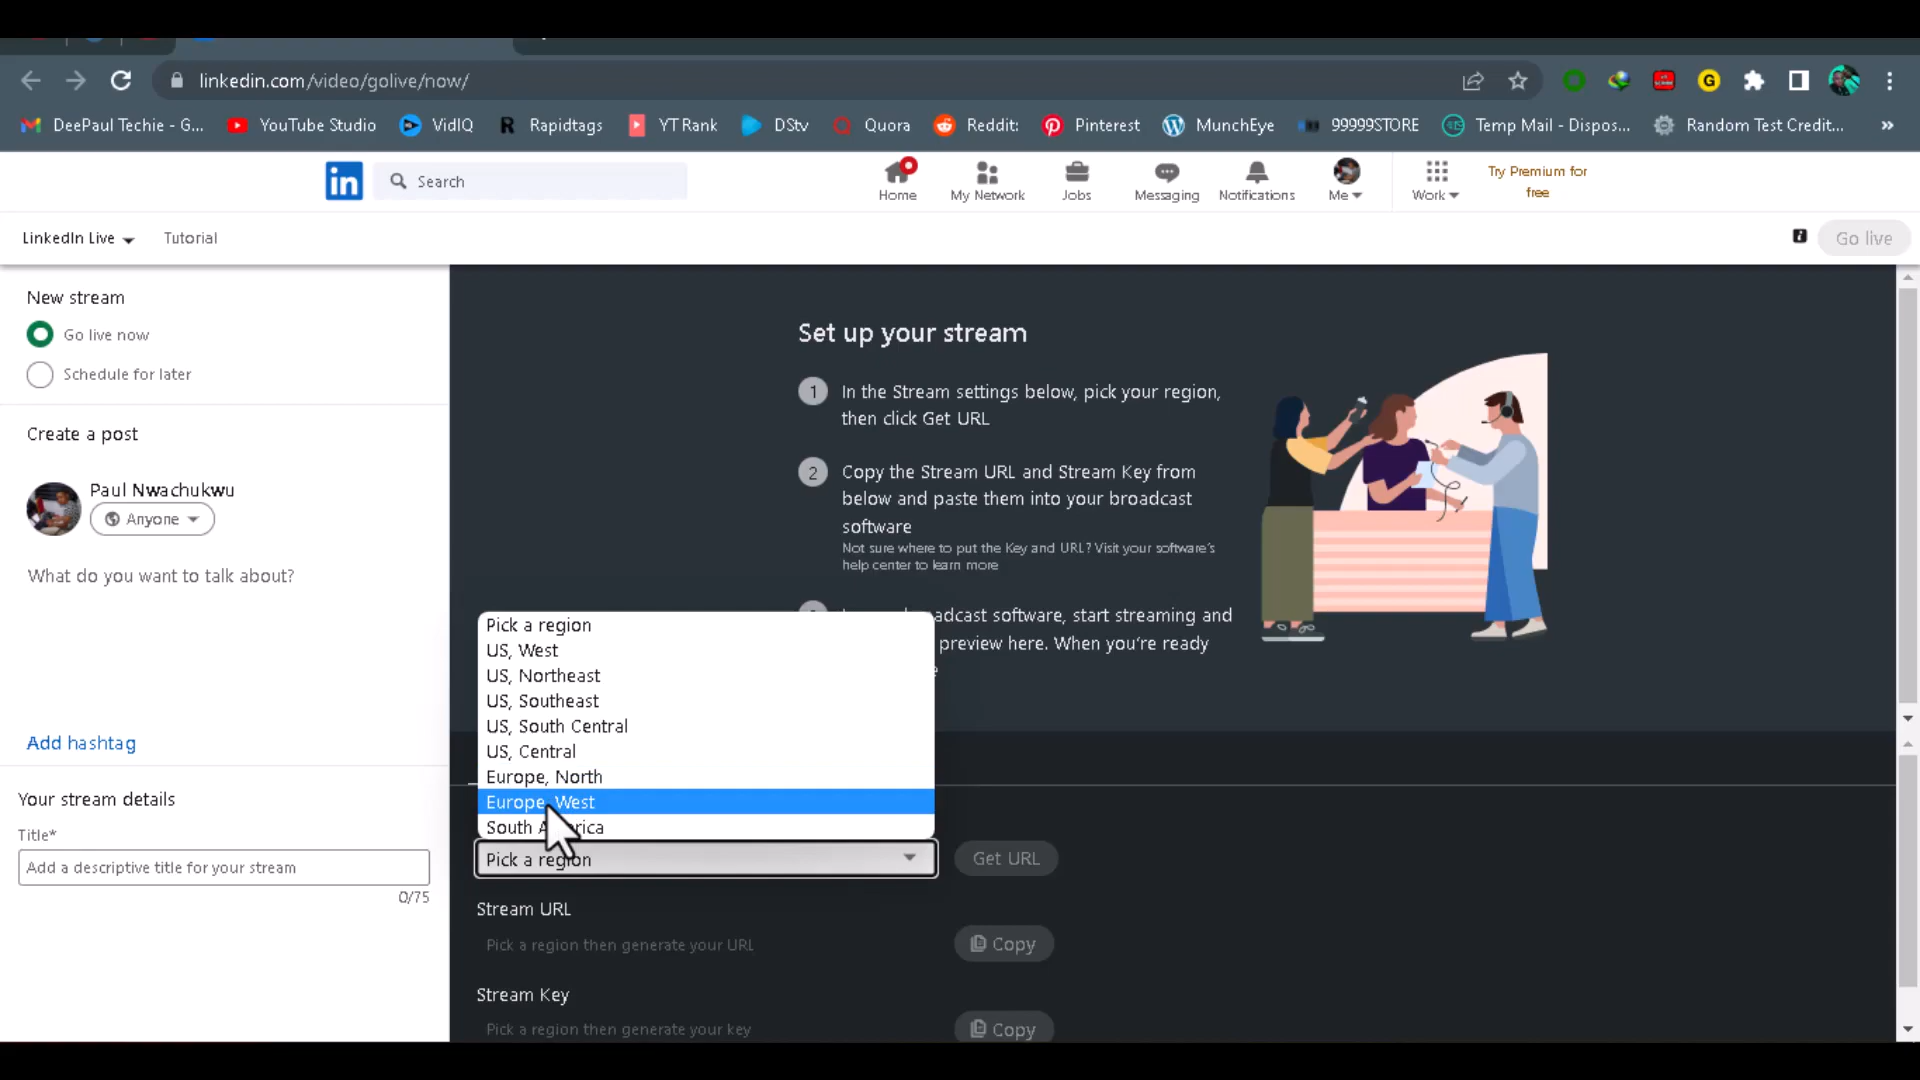 linkedin.com/video/golive/now/
DeePaul Techie - G...
YouTube Studio
VidIQ
Rapidtags
YT Rank
DStv
Quora
Reddit:
Pinterest
MunchEye
99999STORE
Temp Mail - Dispos...
Random Test Credit...
»
in
Search
Home
My Network
Jobs
Messaging
Notifications
Me
Work
Try Premium for
free
LinkedIn Live
Tutorial
Go live
New stream
Go live now
Schedule for later
Create a post
Paul Nwachukwu
Anyone
What do you want to talk about?
Add hashtag
Your stream details
Title*
Add a descriptive title for your stream
0/75
Set up your stream
1 In the Stream settings below, pick your region,
then click Get URL
2 Copy the Stream URL and Stream Key from
below and paste them into your broadcast
software
Not sure where to put the Key and URL? Visit your software's
help center to learn more
start streaming and
preview here. When you're ready
Pick a region
US, West
US, Northeast
US, Southeast
US, South Central
US, Central
Europe, North
Europe, West
South America
Pick a region
Get URL
Stream URL
Pick a region then generate your URL
Copy
Stream Key
Pick a region then generate your key
Copy